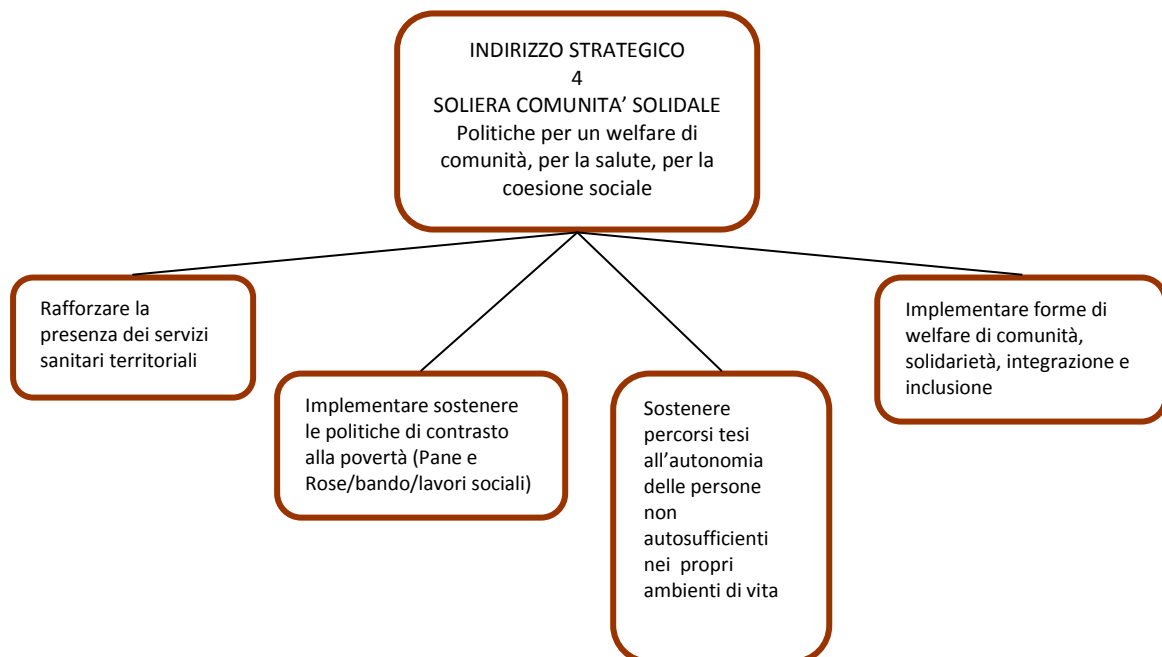 INDIRIZZO STRATEGICO
4
SOLIERA COMUNITA’ SOLIDALE
Politiche per un welfare di
comunità, per la salute, per la
coesione sociale
Rafforzare la
presenza dei servizi
sanitari territoriali
Implementare sostenere
le politiche di contrasto
alla povertà (Pane e
Rose/bando/lavori sociali)
Sostenere
percorsi tesi
all’autonomia
delle persone
non
autosufficienti
nei  propri
ambienti di vita
Implementare forme di
welfare di comunità,
solidarietà, integrazione e
inclusione